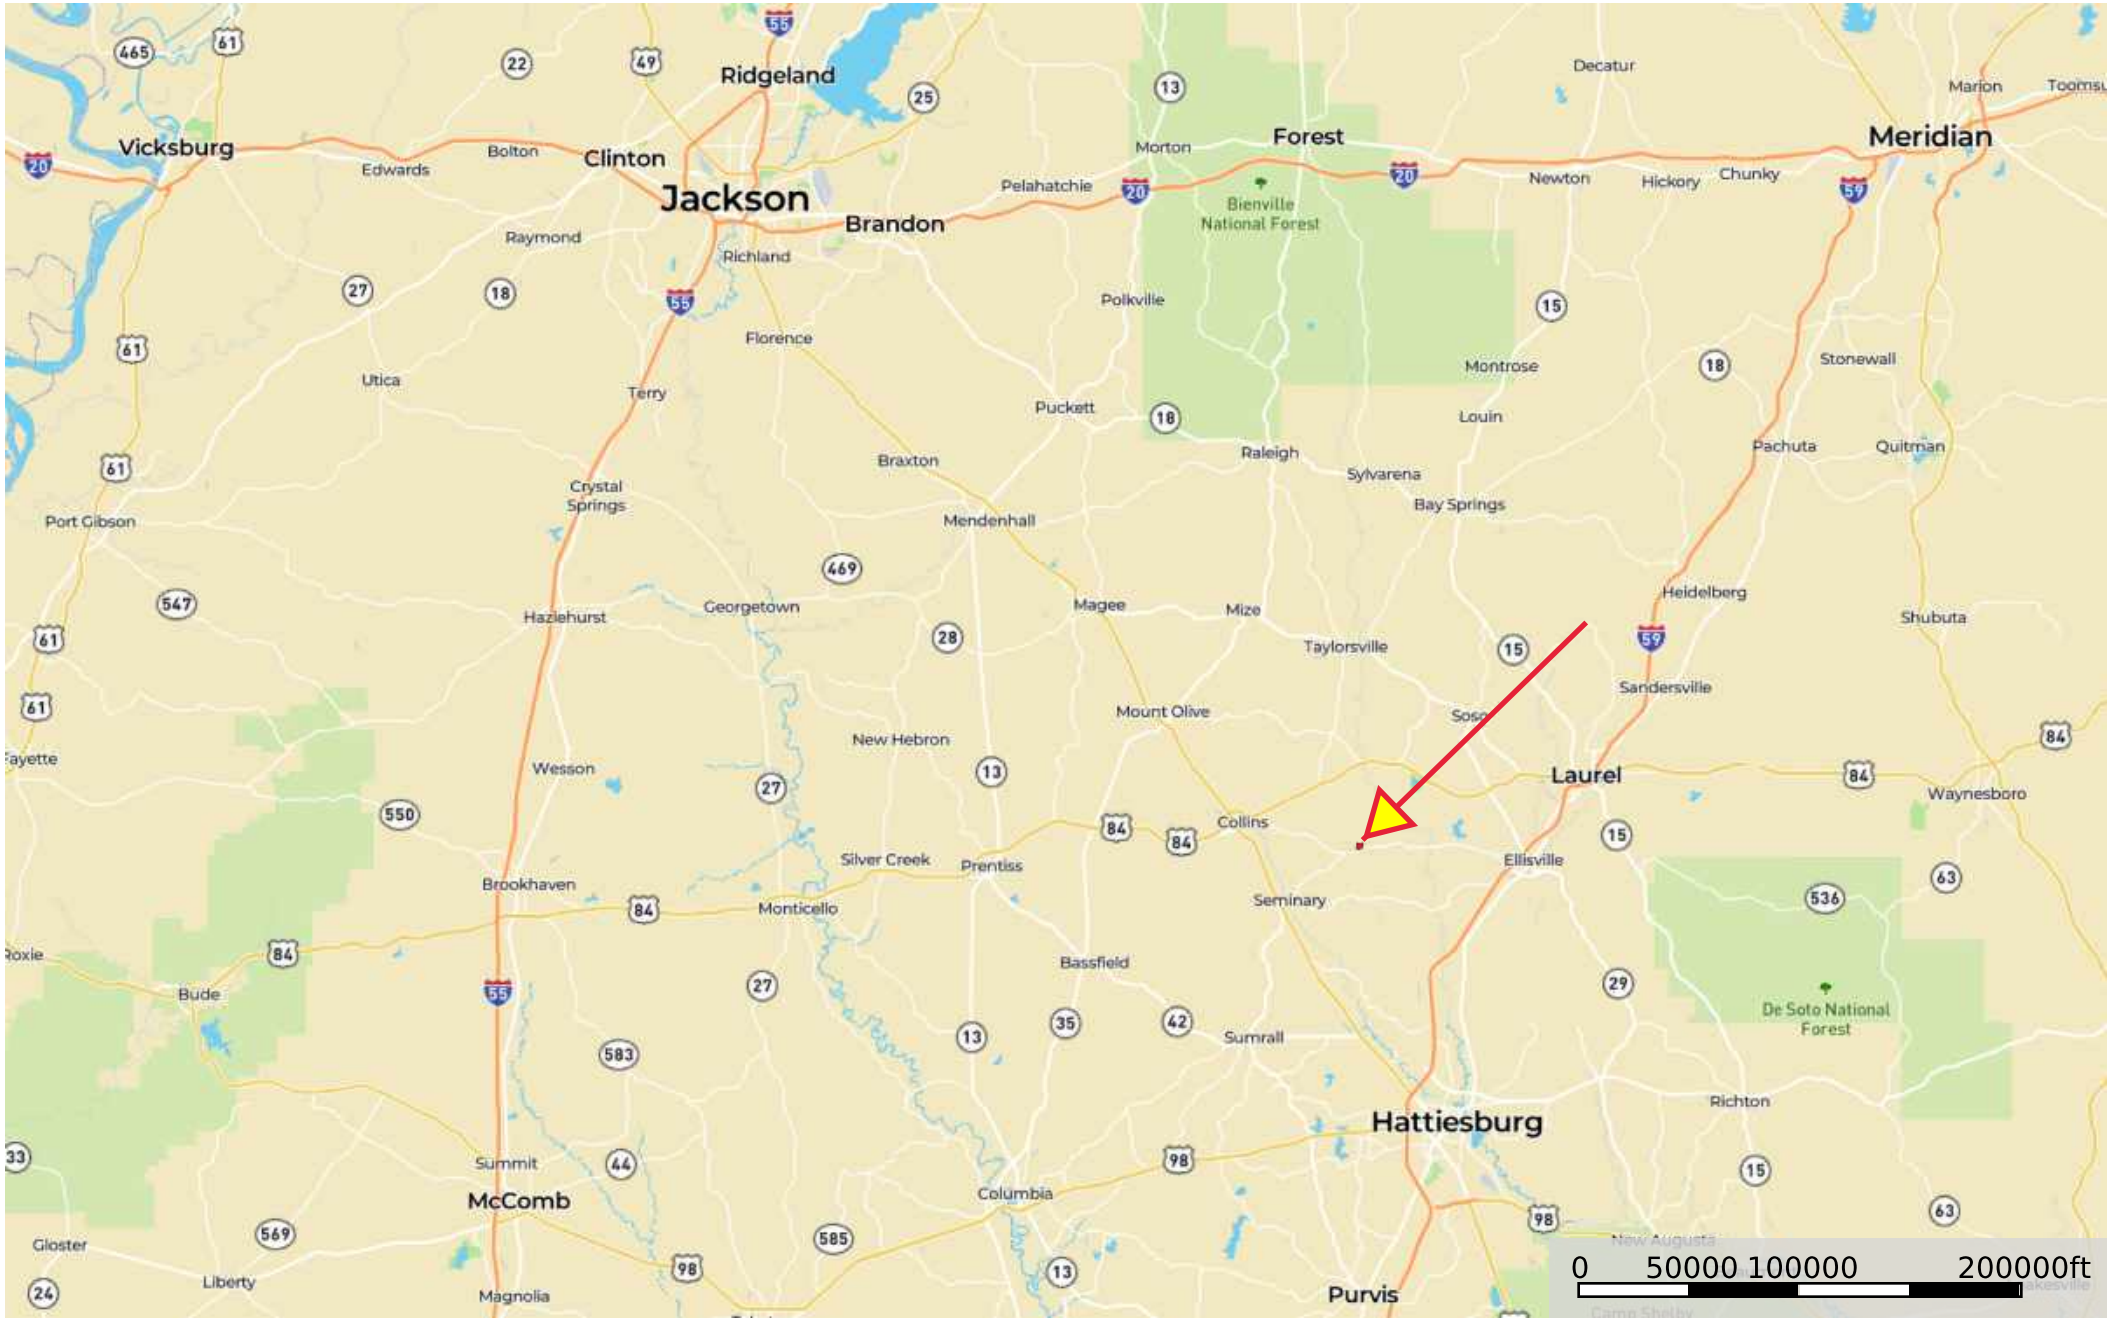 55
61
465
22
49
Ridgeland
25
13
Decatur
Marion
Vicksburg
20
Edwards
Bolton
Clinton
Jackson
Brandon
Pelahatchie
Morton
20
Forest
20
Newton
Hickory
Chunky
Meridian
59
Bienville
National Forest
Raymond
Richland
27
18
55
Polkville
15
61
Florence
Utica
Terry
Montrose
18
Stonewall
Puckett
18
Louin
61
Braxton
Raleigh
Sylvarena
Pachuta
Quitman
Crystal
Springs
Port Gibson
Mendenhall
Bay Springs
469
547
Hazlehurst
Georgetown
Magee
Mize
Heidelberg
Shubuta
61
28
Taylorsville
15
59
61
Sandersville
Mount Olive
Soso
84
New Hebron
Wesson
27
13
Laurel
84
Waynesboro
550
84
84
Collins
15
Silver Creek
Prentiss
Ellisville
Brookhaven
63
84
Monticello
Seminary
536
84
Bassfield
Bude
55
27
29
De Soto National
Forest
13
35
42
Sumrall
583
Richton
Hattiesburg
33
Summit
44
98
15
McComb
Columbia
98
63
569
585
Gloster
New Augusta
Liberty
98
13
24
Magnolia
Purvis
0 50000 100000 200000ft
Camp Shelby